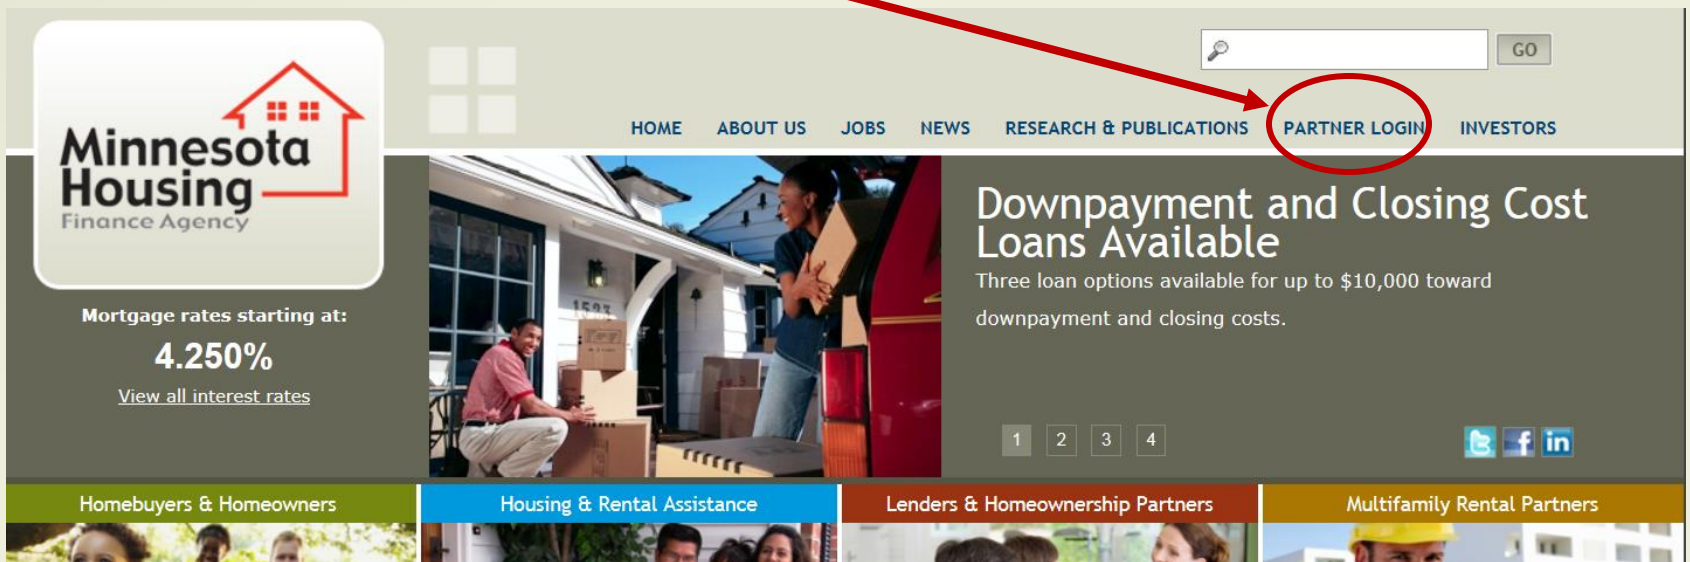 GO
HOME ABOUT US JOBS NEWS RESEARCH & PUBLICATIONS PARTNER LOGIN INVESTORS
Minnesota
Housing
Finance Agency
Mortgage rates starting at:
4.250%
View all interest rates
1527
Downpayment and Closing Cost
Loans Available
Three loan options available for up to $10,000 toward
downpayment and closing costs.
1 2 3 4
in
Homebuyers & Homeowners
Housing & Rental Assistance
Lenders & Homeownership Partners
Multifamily Rental Partners